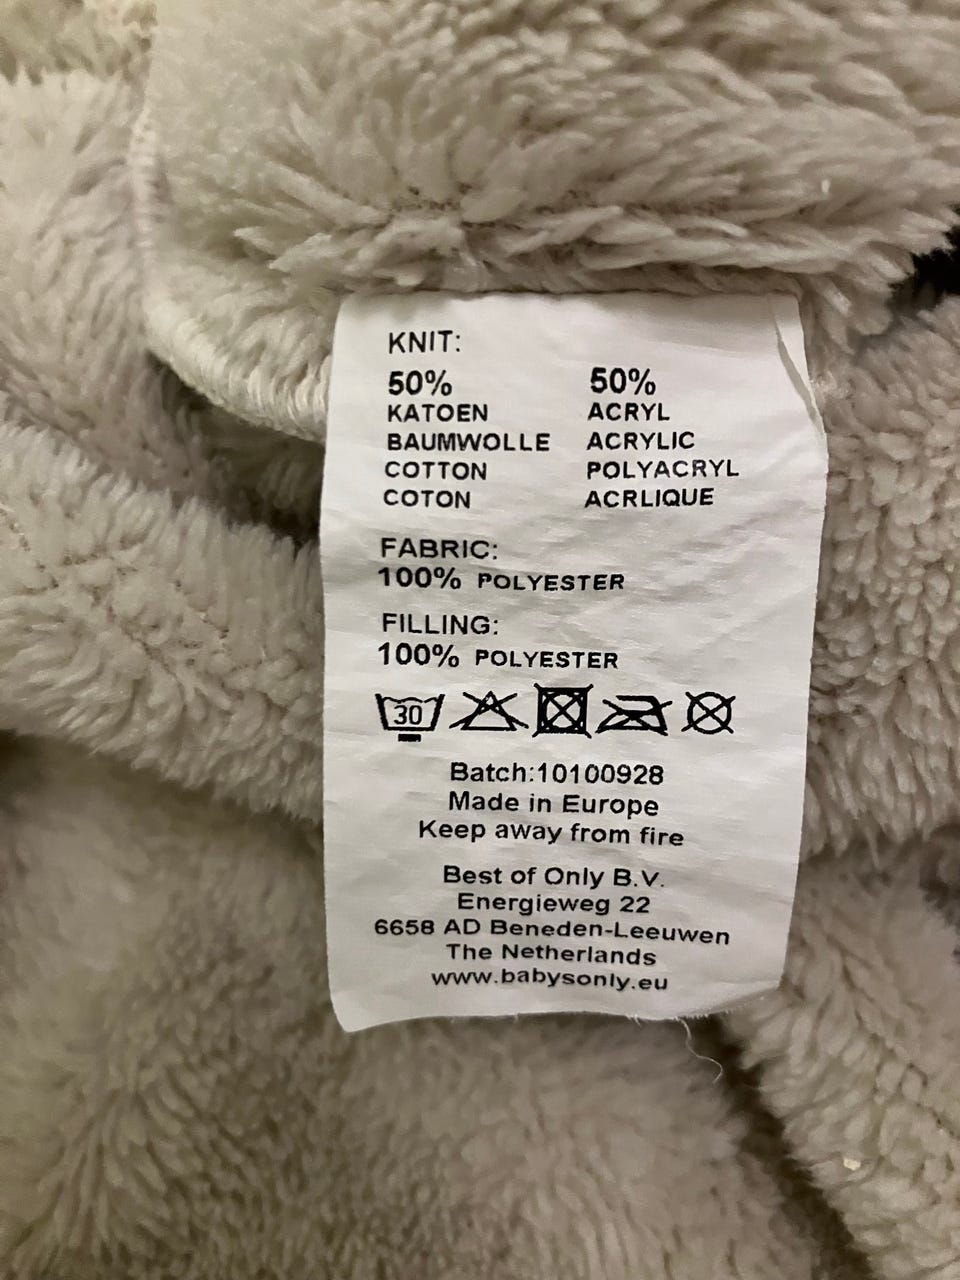 KNIT:
50% 50%
KATOEN ACRYL
BAUMWOLLE ACRYLIC
COTTON POLYACRYL
COTON ACRLIQUE
FABRIC:
100% POLYESTER
FILLING:
100% POLYESTER
30
Batch:10100928
Made in Europe
Keep away from fire
Best of Only B.V.
Energieweg 22
6658 AD Beneden-Leeuwen
The Netherlands
www.babysonly.eu